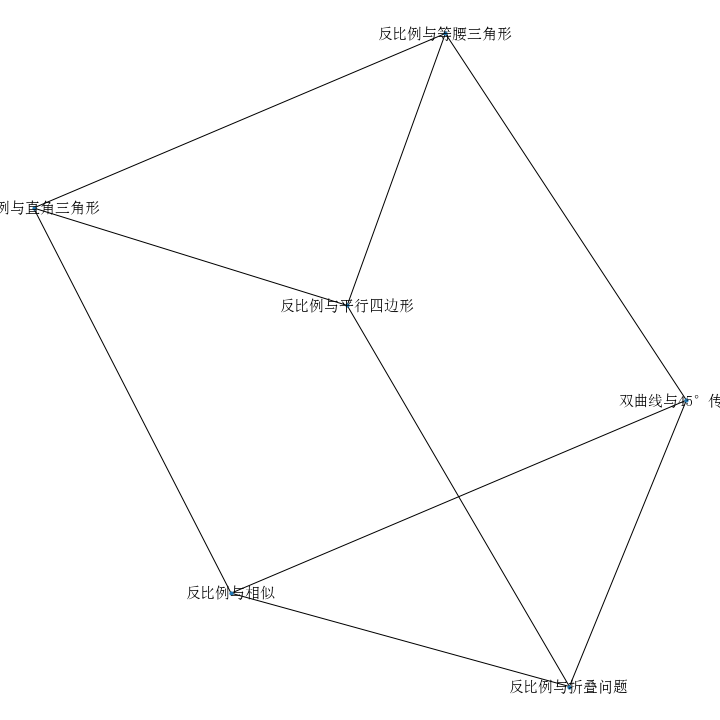 反比例与等腰三角形
例与直角三角形
反比例与平行四边形
双曲线与45°传
反比例与相似
反比例与折叠问题